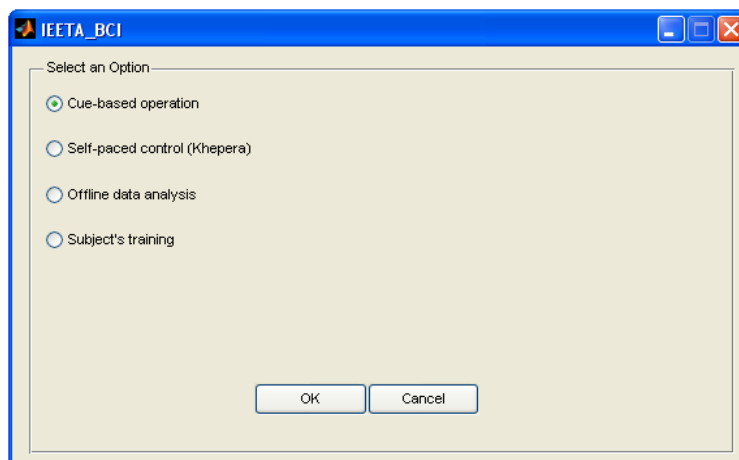 IEETA_BCI
Select an Option
Cue-based operation
Self-paced control (Khepera)
Offline data analysis
Subject's training
OK Cancel